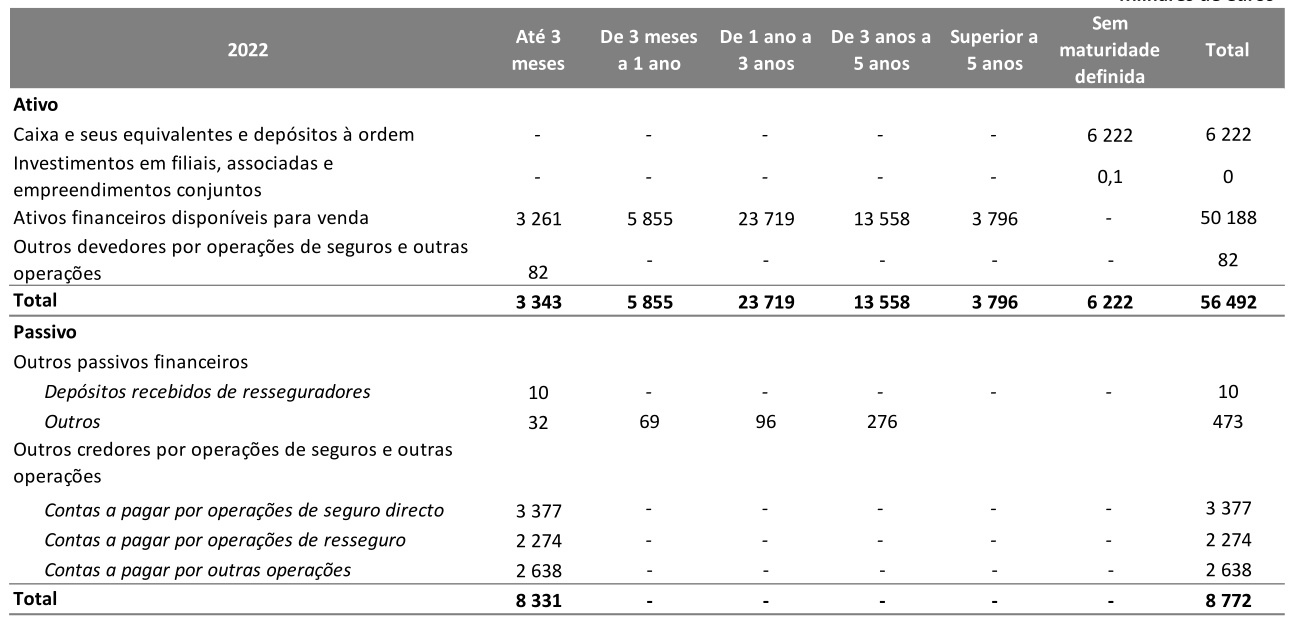 Milhares de euros
2022 Até 3 meses De 3 meses a 1 ano De 1 ano a 3 anos De 3 anos a 5 anos Superior a 5 anos Sem maturidade definida Total
Ativo
Caixa e seus equivalentes e depósitos à ordem - - - - - 6 222 6 222
Investimentos em filiais, associadas e
empreendimentos conjuntos - - - - - 0,1 0
Ativos financeiros disponíveis para venda 3 261 5 855 23 719 13 558 3 796 - 50 188
Outros devedores por operações de seguros e outras
operações 82 - - - - - 82
Total 3 343 5 855 23 719 13 558 3 796 6 222 56 492
Passivo
Outros passivos financeiros
Depósitos recebidos de resseguradores 10 - - - - - 10
Outros 32 69 96 276 473
Outros credores por operações de seguros e outras
operações
Contas a pagar por operações de seguro directo 3 377 - - - - - 3 377
Contas a pagar por operações de resseguro 2 274 - - - - - 2 274
Contas a pagar por outras operações 2 638 - - - - - 2 638
Total 8 331 - - - - - 8 772